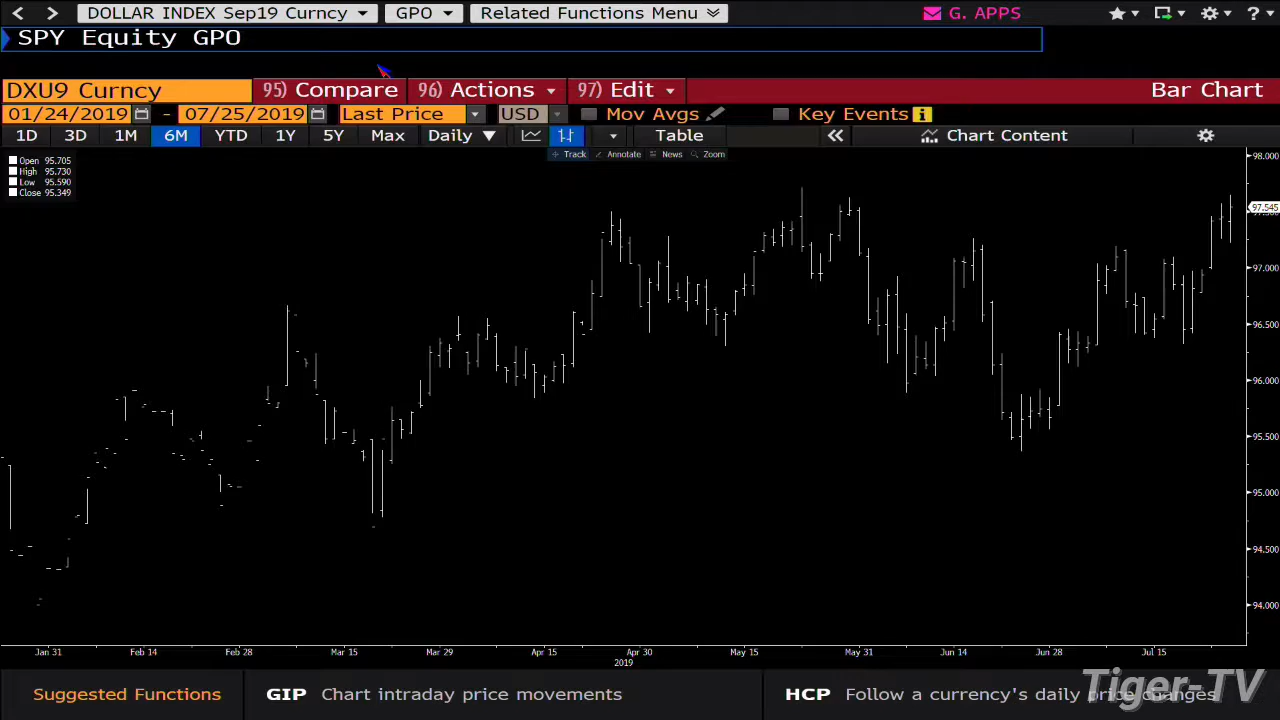 < > DOLLAR INDEX Sep19 Curncy GPO Related Functions Menu G. APPS ?
SPY Equity GPO
DXU9 Curncy 95) Compare 96) Actions 97) Edit Bar Chart
01/24/2019 - 07/25/2019 Last Price USD Mov Avgs Key Events i
1D 3D 1M 6M YTD 1Y 5Y Max Daily Table Chart Content
Track Annotate News Zoom
Open 95.705
High 95.730
Low 95.590
Close 95.349
98.000
97.545
97.000
96.500
96.000
95.500
95.000
94.500
94.000
Jan 31 Feb 14 Feb 28 Mar 15 Mar 29 Apr 15 Apr 30 May 15 May 31 Jun 14 Jun 28 Jul 15
2019
Suggested Functions GIP Chart intraday price movements HCP Follow a currency's daily price changes
Tiger-TV